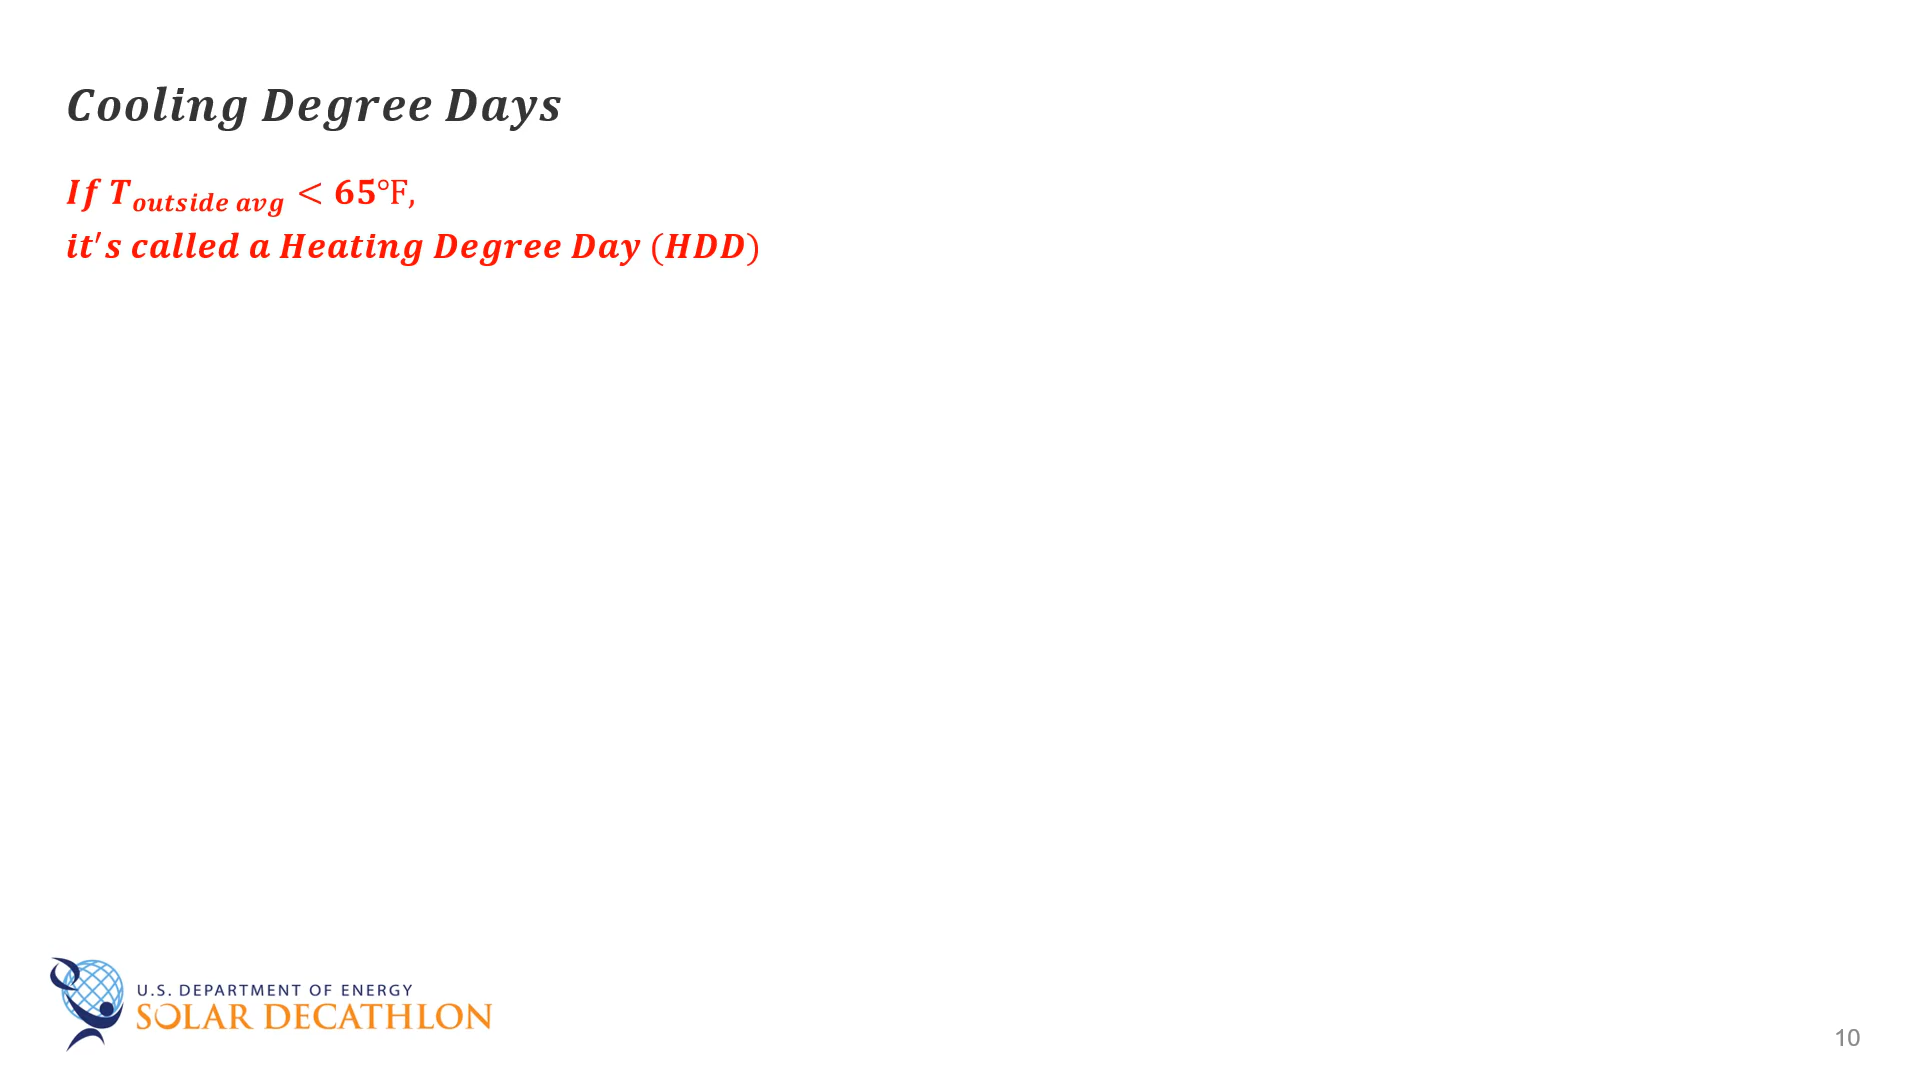 Cooling Degree Days
If T outside avg < 65°F,
it's called a Heating Degree Day (HDD)
U.S. DEPARTMENT OF ENERGY
SOLAR DECATHLON
10